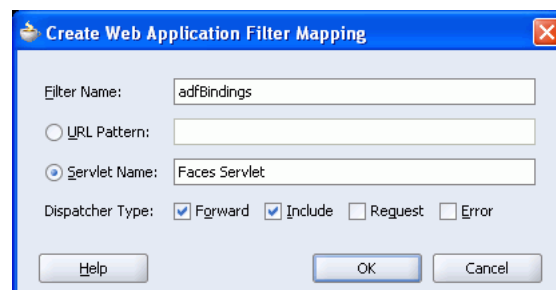 Create Web Application Filter Mapping
Filter Name: adfBindings
URL Pattern:
Servlet Name: Faces Servlet
Dispatcher Type: Forward Include Request Error
Help OK Cancel